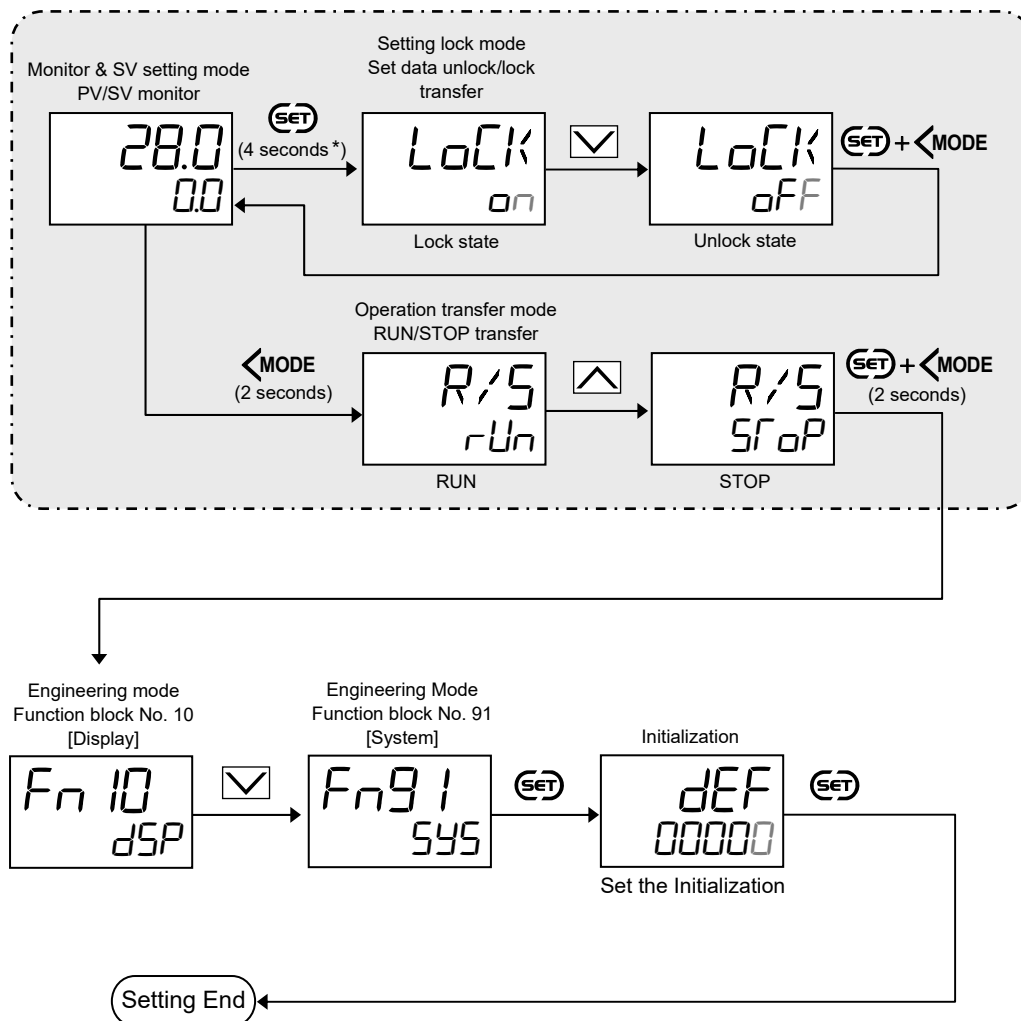 Monitor & SV setting mode
PV/SV monitor
28.0
0.0
SET
(4 seconds*)
Setting lock mode
Set data unlock/lock
transfer
LoCK
on
Lock state
LoCK
oFF
Unlock state
SET + <MODE
<MODE
(2 seconds)
Operation transfer mode
RUN/STOP transfer
R/S
rUn
RUN
R/S
SToP
STOP
SET + <MODE
(2 seconds)
Engineering mode
Function block No. 10
[Display]
Fn 10
dSP
Engineering Mode
Function block No. 91
[System]
Fn91
SYS
SET
Initialization
dEF
00000
Set the Initialization
SET
Setting End